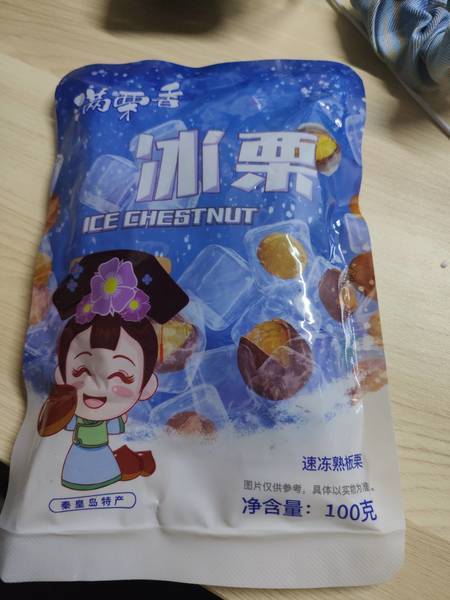 满栗香
冰栗
ICE CHESTNUT
速冻熟板栗
图片仅供参考，具体以实物为准。
秦皇岛特产
净含量：100克